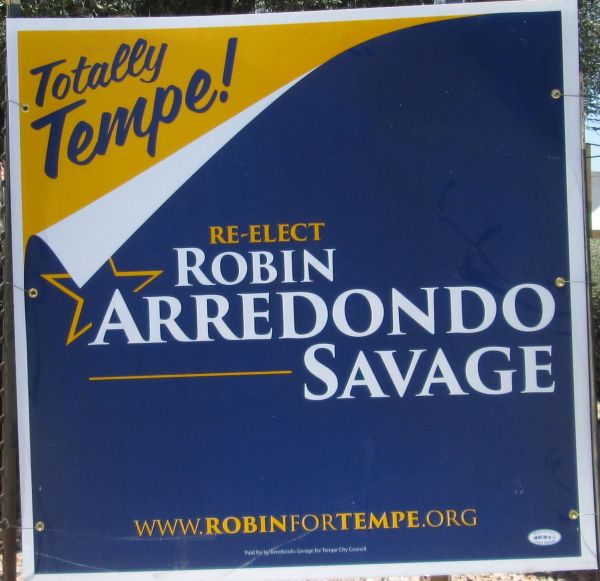 Totally
Tempe!
RE-ELECT
ROBIN
ARREDONDO
SAVAGE
WWW.ROBINFORTEMPE.ORG
Paid for by Arredondo-Savage for Tempe City Council